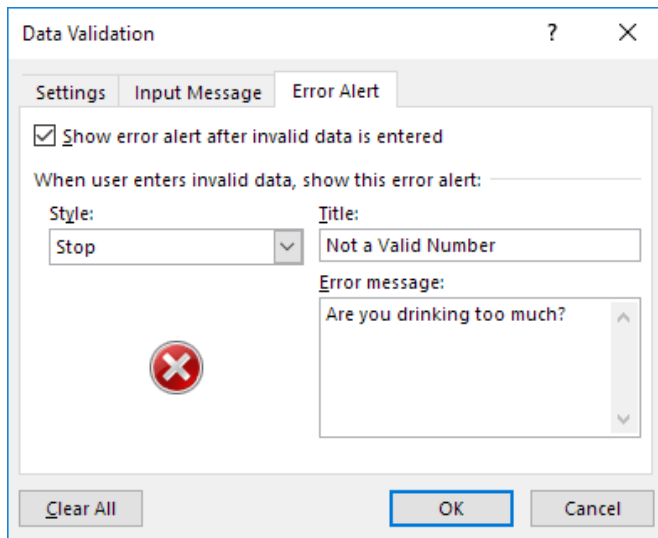 Data Validation ?
Settings Input Message Error Alert
Show error alert after invalid data is entered
When user enters invalid data, show this error alert:
Style: Title:
Stop Not a Valid Number
Error message:
Are you drinking too much?
Clear All OK Cancel